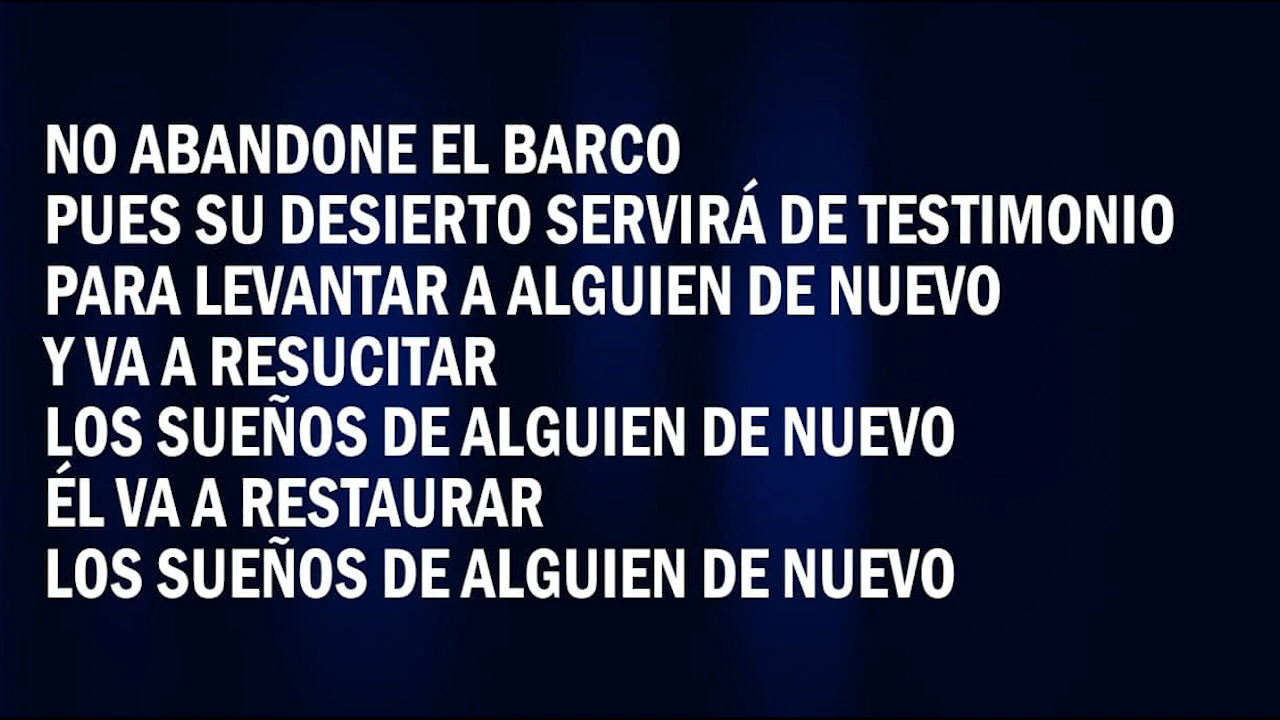 NO ABANDONE EL BARCO
PUES SU DESIERTO SERVIRÁ DE TESTIMONIO
PARA LEVANTAR A ALGUIEN DE NUEVO
Y VA A RESUCITAR
LOS SUEÑOS DE ALGUIEN DE NUEVO
ÉL VA A RESTAURAR
LOS SUEÑOS DE ALGUIEN DE NUEVO